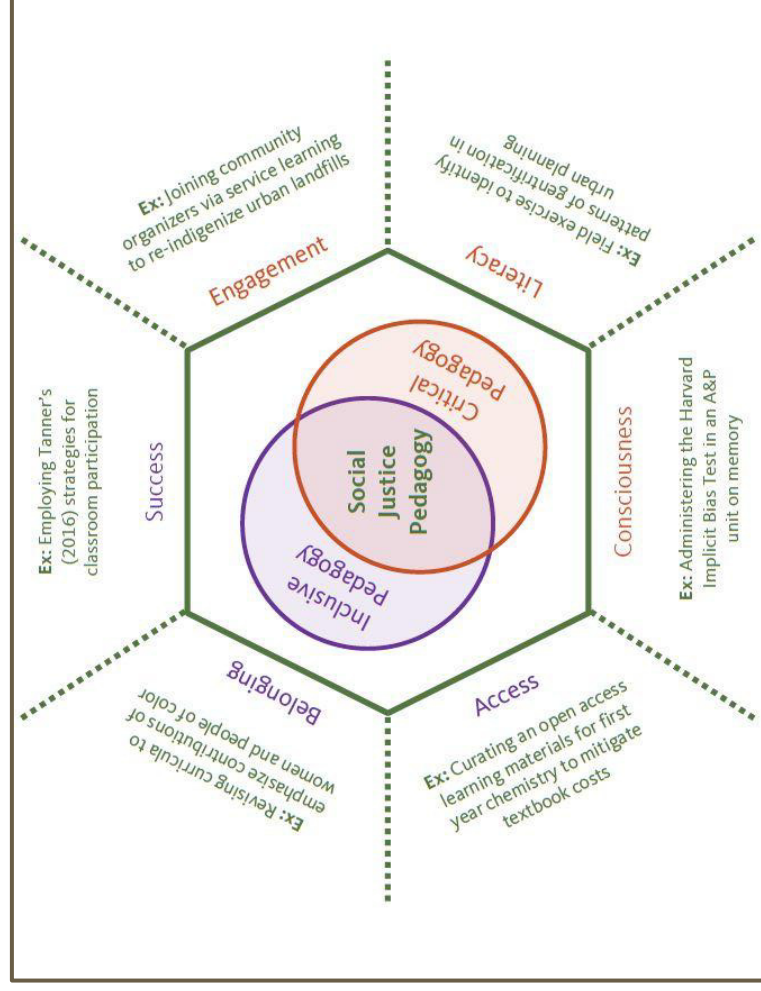 Social
Justice
Pedagogy
Inclusive
Pedagogy
Critical
Pedagogy
Belonging
Ex: Revising curricula to
emphasize contributions of
women and people of color
Success
Ex: Employing Tanner's
(2016) strategies for
classroom participation
Engagement
Ex: Joining community
organizers via service learning
to re-indigenize urban landfills
Literacy
Ex: Field exercise to identify
patterns of gentrification in
urban planning
Consciousness
Ex: Administering the Harvard
Implicit Bias Test in an A&P
unit on memory
Access
Ex: Curating an open access
learning materials for first
year chemistry to mitigate
textbook costs